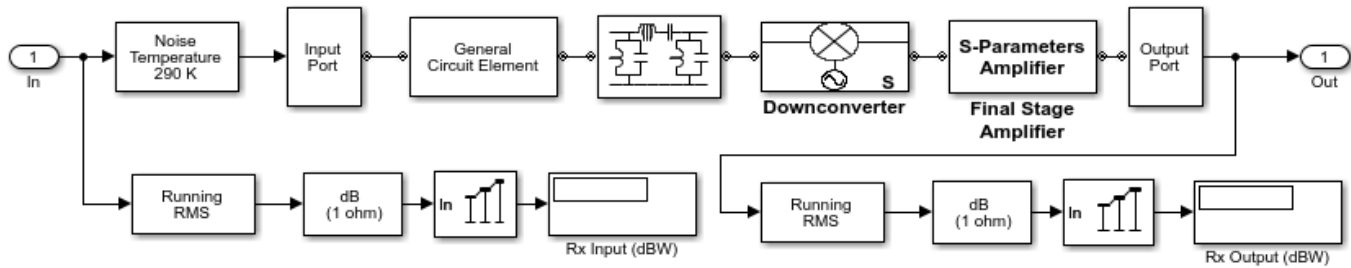 1
In
Noise
Temperature
290 K
Input
Port
General
Circuit Element
S
Downconverter
S-Parameters
Amplifier
Final Stage
Amplifier
Output
Port
1
Out
Running
RMS
dB
(1 ohm)
In
Rx Input (dBW)
Running
RMS
dB
(1 ohm)
In
Rx Output (dBW)